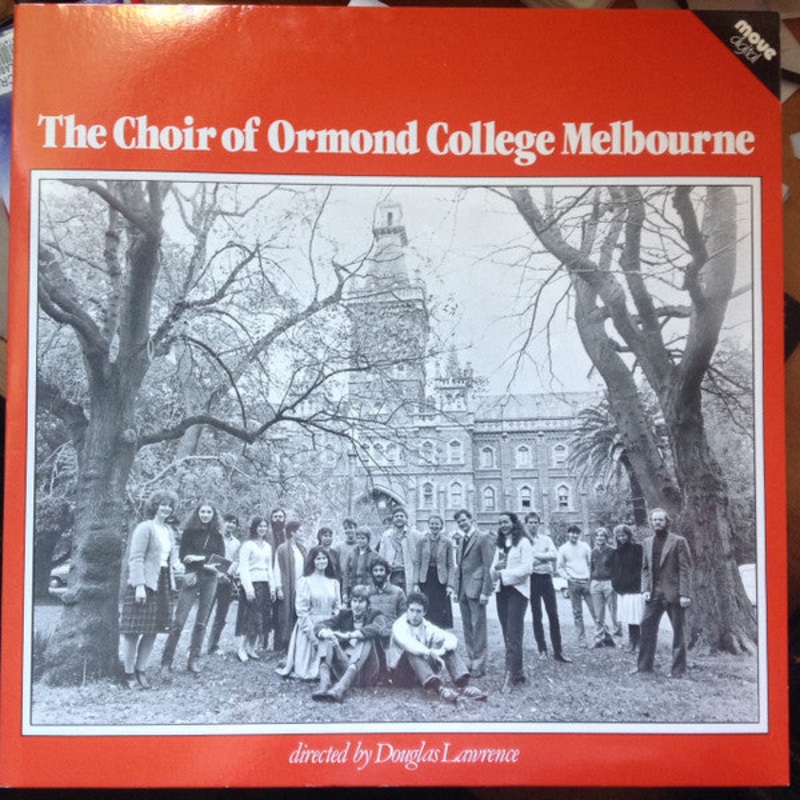 move
digital
The Choir of Ormond College Melbourne
directed by Douglas Lawrence